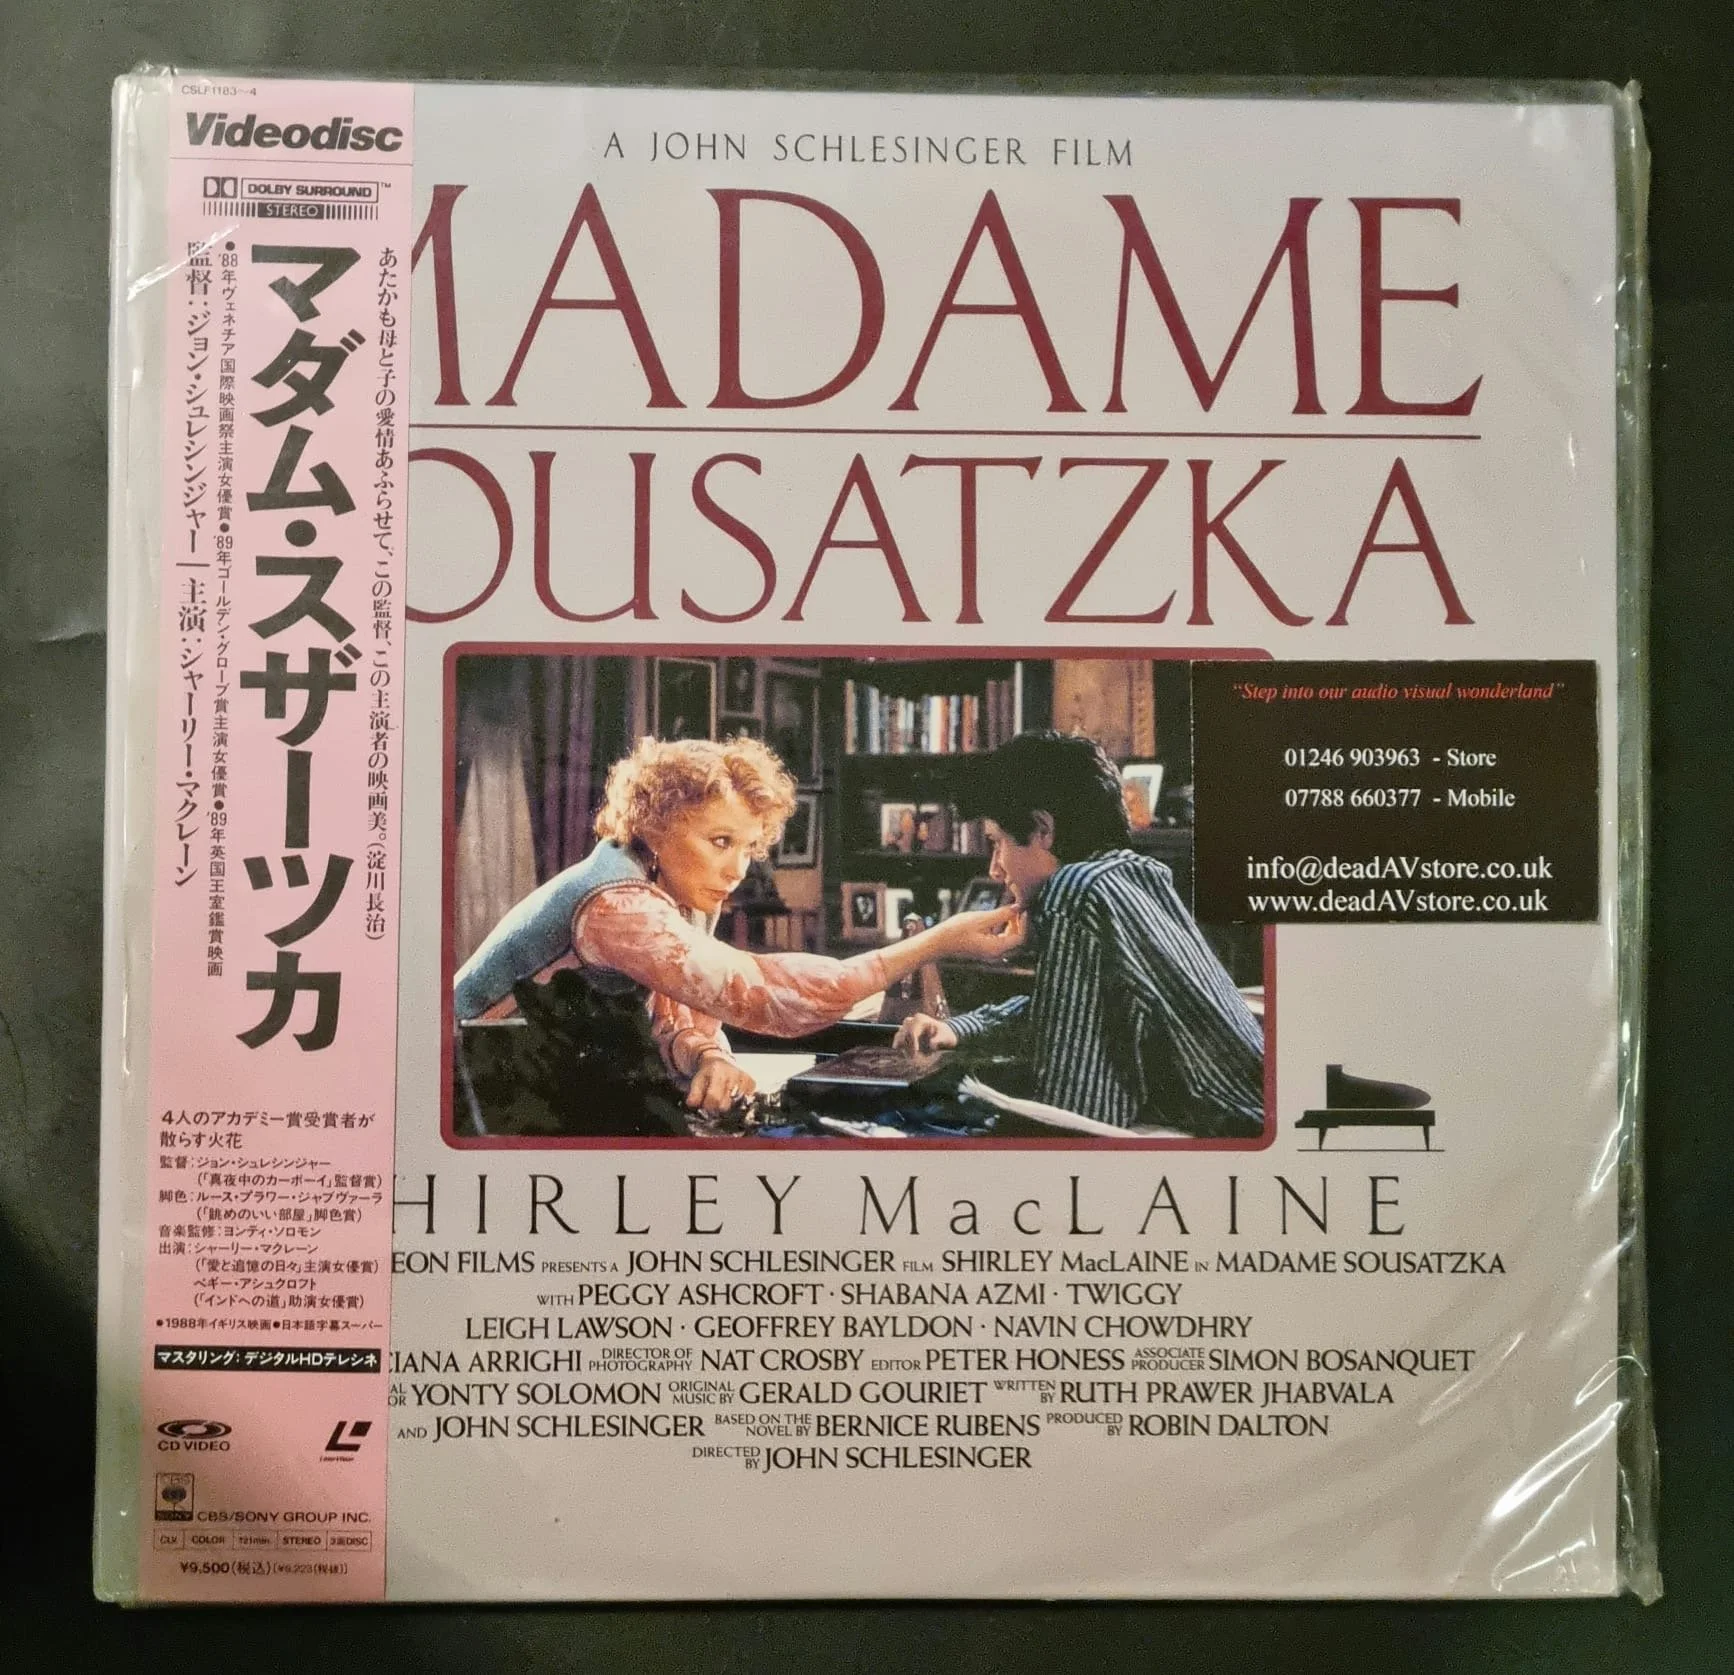 CSLF1183～4
Videodisc
DOLBY SURROUND
STEREO
あたかも母と子の愛情あふらせて、この監督、この主演者の映画美。(淀川長治)
マダム・スザーツカ
●'88年ヴェネチア国際映画祭主演女優賞●'89年ゴールデン・グローブ賞主演女優賞●'89年英国王室鑑賞映画
監督:ジョン・シュレシンジャー｜主演:シャーリー・マクレーン
4人のアカデミー賞受賞者が
散らす火花
監督:ジョン・シュレシンジャー
(「真夜中のカーボーイ」監督賞)
脚色:ルース・プラワー・ジャブヴァーラ
(「眺めのいい部屋」脚色賞)
音楽監修:ヨンティ・ソロモン
出演:シャーリー・マクレーン
(「愛と追憶の日々」主演女優賞)
ペギー・アシュクロフト
(「インドへの道」助演女優賞)
●1988年イギリス映画●日本語字幕スーパー
マスタリング:デジタルHDテレシネ
CD VIDEO
CBS
SONY
CBS/SONY GROUP INC.
CLV COLOR 121min STEREO 3面DISC
¥9,500(税込)[¥9,223(税抜)]
A JOHN SCHLESINGER FILM
MADAME
OUSATZKA
"Step into our audio visual wonderland"
01246 903963 - Store
07788 660377 - Mobile
info@deadAVstore.co.uk
www.deadAVstore.co.uk
HIRLEY MacLAINE
EON FILMS PRESENTS A JOHN SCHLESINGER FILM SHIRLEY MacLAINE IN MADAME SOUSATZKA
WITH PEGGY ASHCROFT · SHABANA AZMI · TWIGGY
LEIGH LAWSON · GEOFFREY BAYLDON · NAVIN CHOWDHRY
CIANA ARRIGHI DIRECTOR OF PHOTOGRAPHY NAT CROSBY EDITOR PETER HONESS ASSOCIATE PRODUCER SIMON BOSANQUET
AL OR YONTY SOLOMON ORIGINAL MUSIC BY GERALD GOURIET WRITTEN BY RUTH PRAWER JHABVALA
AND JOHN SCHLESINGER BASED ON THE NOVEL BY BERNICE RUBENS PRODUCED BY ROBIN DALTON
DIRECTED BY JOHN SCHLESINGER